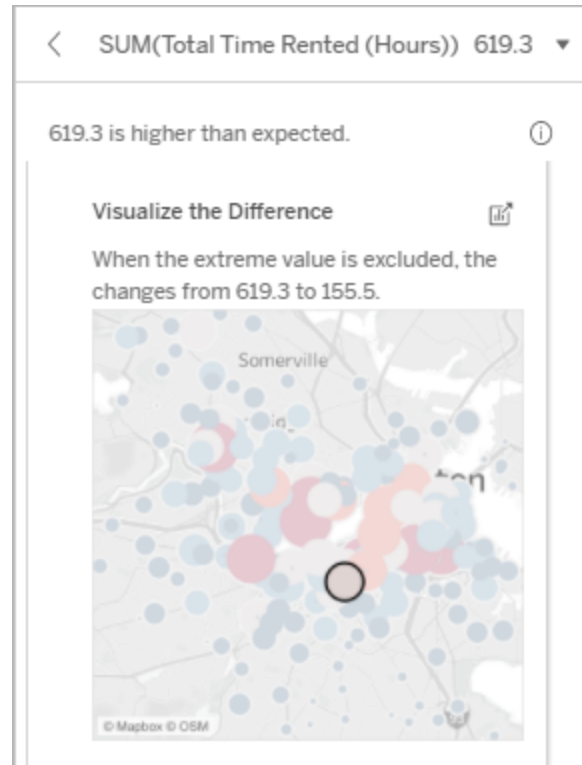 SUM(Total Time Rented (Hours)) 619.3
619.3 is higher than expected.
Visualize the Difference
When the extreme value is excluded, the
changes from 619.3 to 155.5.
Somerville
ton
© Mapbox © OSM